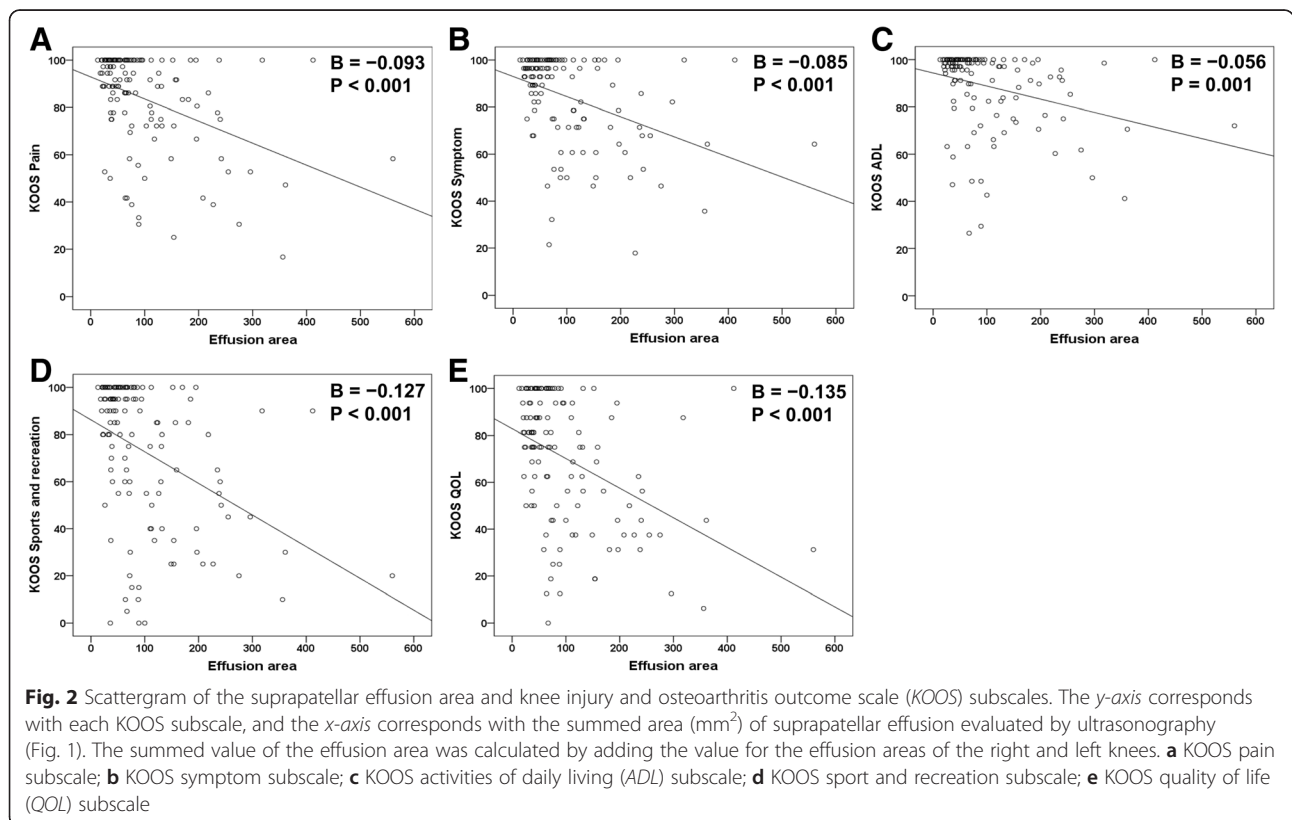 A
B = −0.093
P < 0.001
KOOS Pain
100
80
60
40
20
0
0 100 200 300 400 500 600
Effusion area
B
B = −0.085
P < 0.001
KOOS Symptom
100
80
60
40
20
0
0 100 200 300 400 500 600
Effusion area
C
B = −0.056
P = 0.001
KOOS ADL
100
80
60
40
20
0
0 100 200 300 400 500 600
Effusion area
D
B = −0.127
P < 0.001
KOOS Sports and recreation
100
80
60
40
20
0
0 100 200 300 400 500 600
Effusion area
E
B = −0.135
P < 0.001
KOOS QOL
100
80
60
40
20
0
0 100 200 300 400 500 600
Effusion area
Fig. 2 Scattergram of the suprapatellar effusion area and knee injury and osteoarthritis outcome scale (KOOS) subscales. The y-axis corresponds
with each KOOS subscale, and the x-axis corresponds with the summed area (mm²) of suprapatellar effusion evaluated by ultrasonography
(Fig. 1). The summed value of the effusion area was calculated by adding the value for the effusion areas of the right and left knees. a KOOS pain
subscale; b KOOS symptom subscale; c KOOS activities of daily living (ADL) subscale; d KOOS sport and recreation subscale; e KOOS quality of life
(QOL) subscale